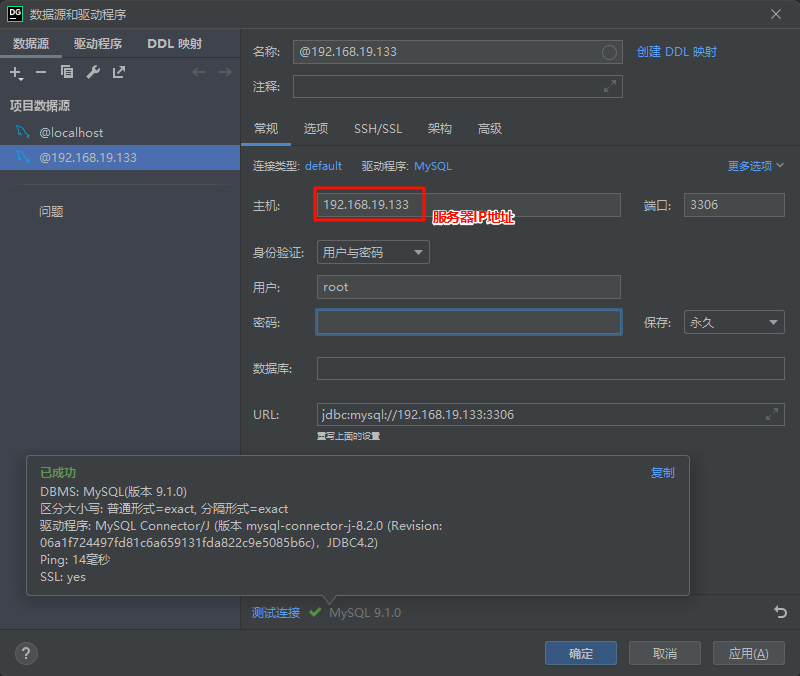 DG 数据源和驱动程序
数据源 驱动程序 DDL 映射
项目数据源
@localhost
@192.168.19.133
问题
名称: @192.168.19.133 创建 DDL 映射
注释:
常规 选项 SSH/SSL 架构 高级
连接类型: default 驱动程序: MySQL 更多选项
主机: 192.168.19.133 服务器IP地址 端口: 3306
身份验证: 用户与密码
用户: root
密码: 保存: 永久
数据库:
URL: jdbc:mysql://192.168.19.133:3306
重写上面的设置
已成功 复制
DBMS: MySQL(版本 9.1.0)
区分大小写: 普通形式=exact, 分隔形式=exact
驱动程序: MySQL Connector/J (版本 mysql-connector-j-8.2.0 (Revision:
06a1f724497fd81c6a659131fda822c9e5085b6c)，JDBC4.2)
Ping: 14毫秒
SSL: yes
测试连接 MySQL 9.1.0
? 确定 取消 应用(A)